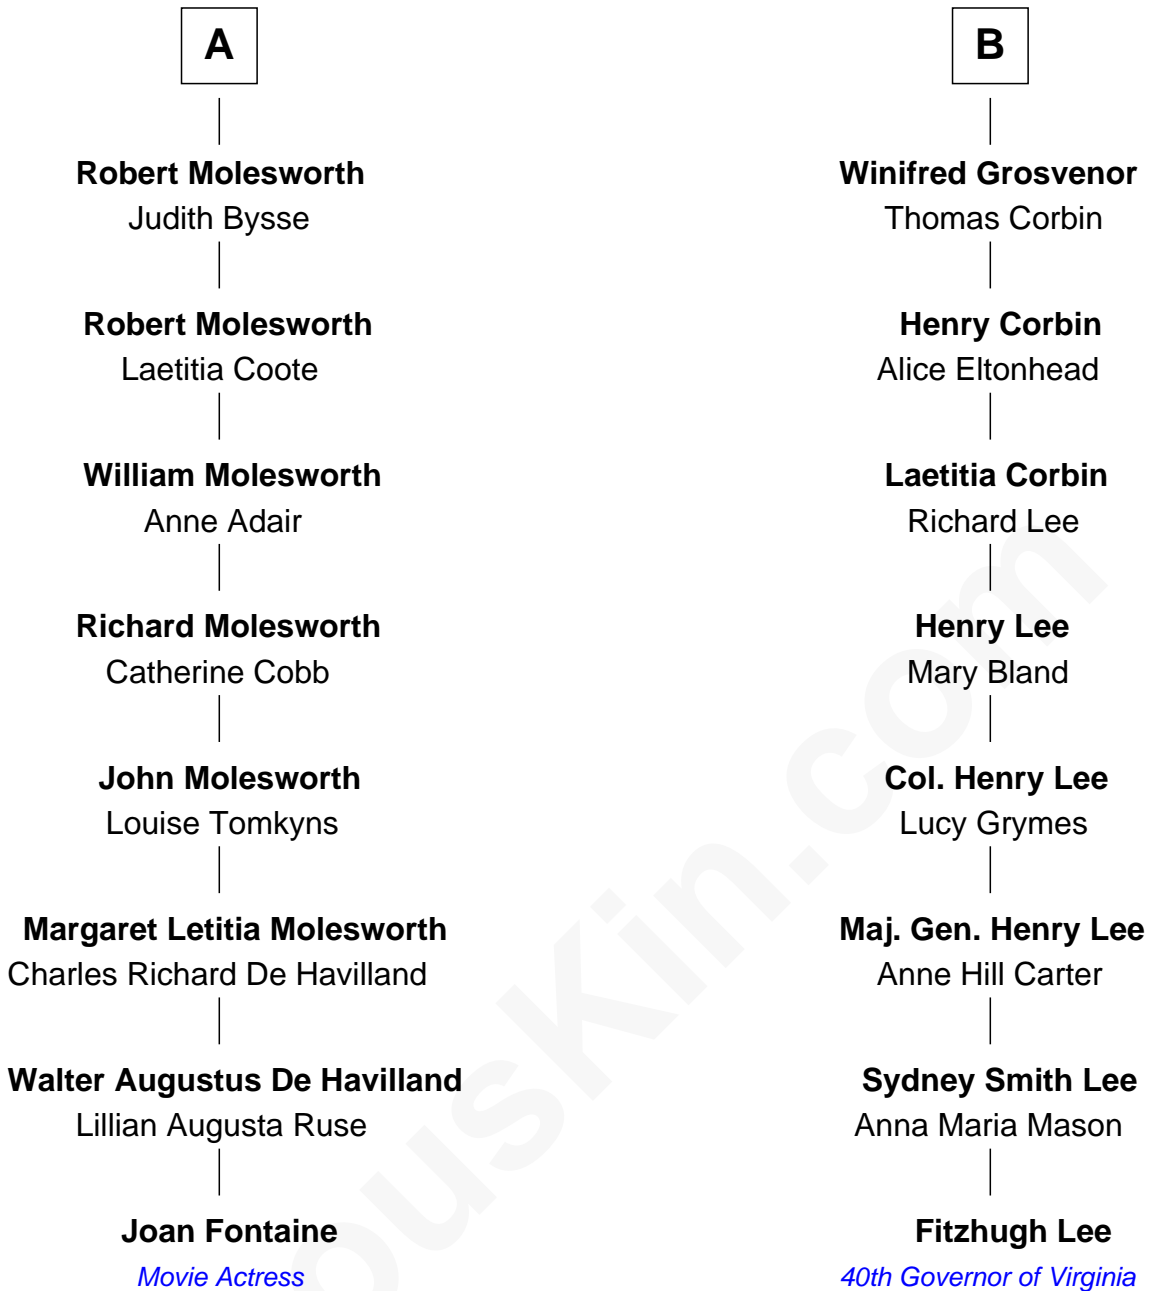 A
B
Robert Molesworth
Judith Bysse
Winifred Grosvenor
Thomas Corbin
Robert Molesworth
Laetitia Coote
Henry Corbin
Alice Eltonhead
William Molesworth
Anne Adair
Laetitia Corbin
Richard Lee
Richard Molesworth
Catherine Cobb
Henry Lee
Mary Bland
John Molesworth
Louise Tomkyns
Col. Henry Lee
Lucy Grymes
Margaret Letitia Molesworth
Charles Richard De Havilland
Maj. Gen. Henry Lee
Anne Hill Carter
Walter Augustus De Havilland
Lillian Augusta Ruse
Sydney Smith Lee
Anna Maria Mason
Joan Fontaine
Movie Actress
Fitzhugh Lee
40th Governor of Virginia
ousKin.com